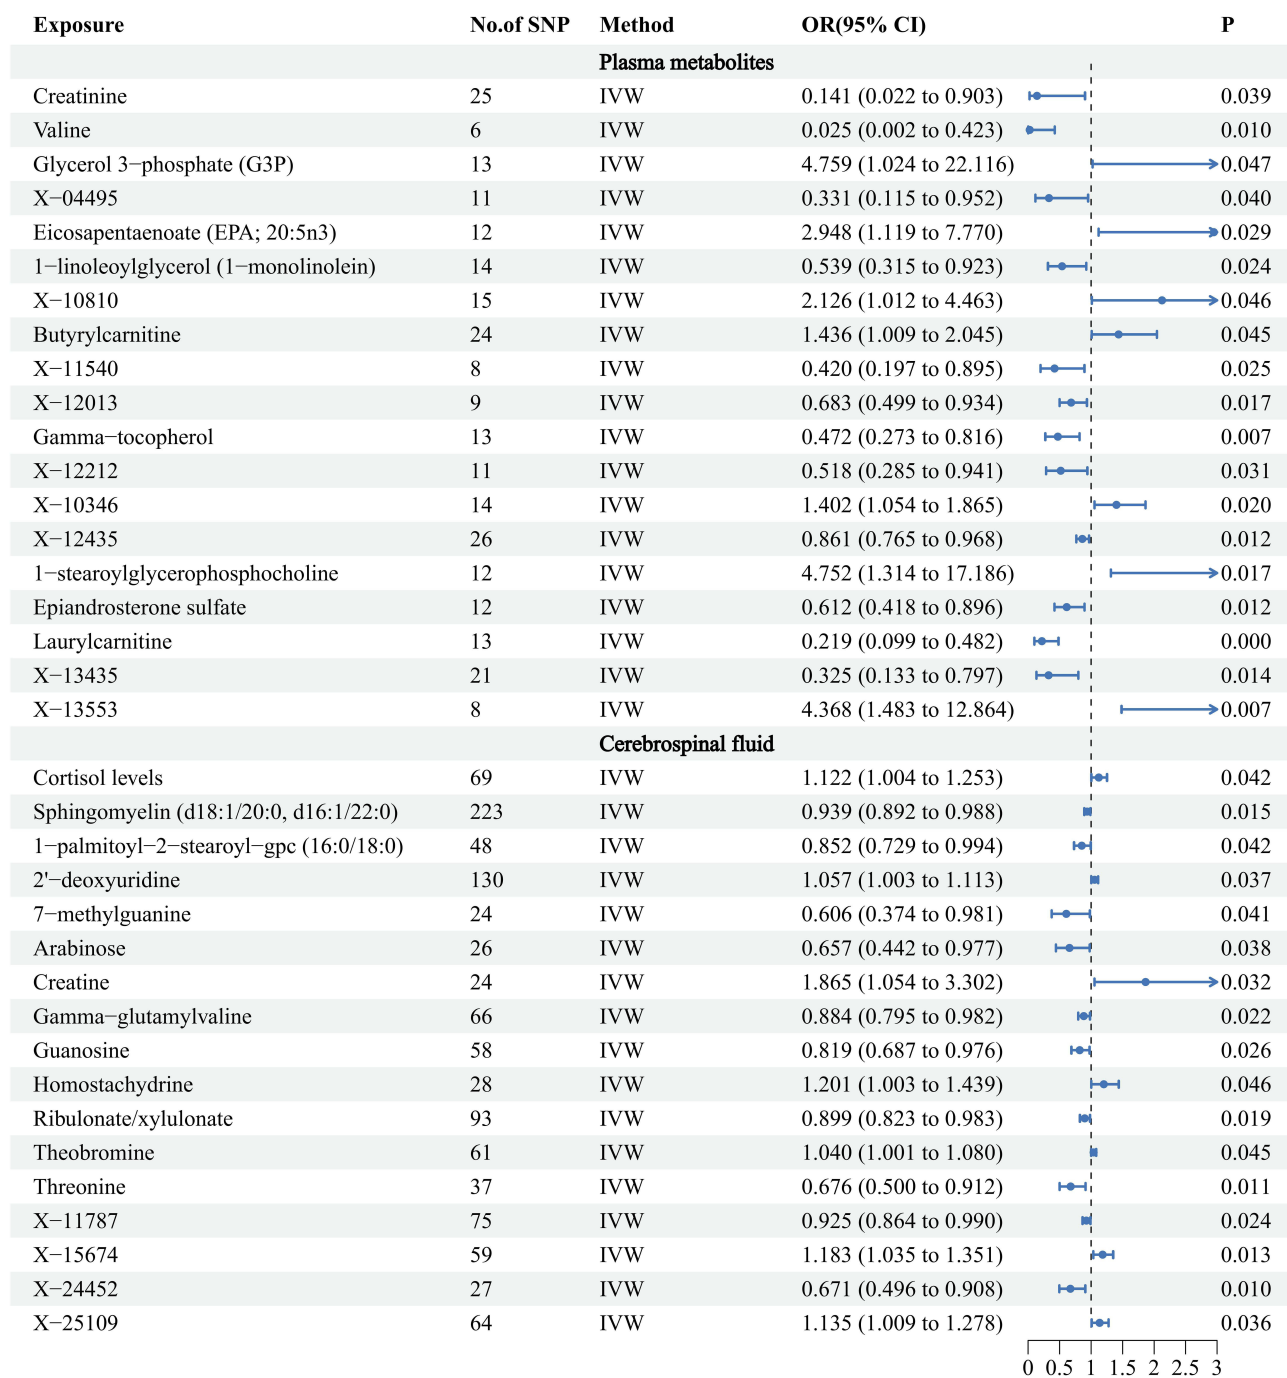 Exposure No.of SNP Method OR(95% CI) P
Plasma metabolites
Creatinine 25 IVW 0.141 (0.022 to 0.903) 0.039
Valine 6 IVW 0.025 (0.002 to 0.423) 0.010
Glycerol 3−phosphate (G3P) 13 IVW 4.759 (1.024 to 22.116) 0.047
X−04495 11 IVW 0.331 (0.115 to 0.952) 0.040
Eicosapentaenoate (EPA; 20:5n3) 12 IVW 2.948 (1.119 to 7.770) 0.029
1−linoleoylglycerol (1−monolinolein) 14 IVW 0.539 (0.315 to 0.923) 0.024
X−10810 15 IVW 2.126 (1.012 to 4.463) 0.046
Butyrylcarnitine 24 IVW 1.436 (1.009 to 2.045) 0.045
X−11540 8 IVW 0.420 (0.197 to 0.895) 0.025
X−12013 9 IVW 0.683 (0.499 to 0.934) 0.017
Gamma−tocopherol 13 IVW 0.472 (0.273 to 0.816) 0.007
X−12212 11 IVW 0.518 (0.285 to 0.941) 0.031
X−10346 14 IVW 1.402 (1.054 to 1.865) 0.020
X−12435 26 IVW 0.861 (0.765 to 0.968) 0.012
1−stearoylglycerophosphocholine 12 IVW 4.752 (1.314 to 17.186) 0.017
Epiandrosterone sulfate 12 IVW 0.612 (0.418 to 0.896) 0.012
Laurylcarnitine 13 IVW 0.219 (0.099 to 0.482) 0.000
X−13435 21 IVW 0.325 (0.133 to 0.797) 0.014
X−13553 8 IVW 4.368 (1.483 to 12.864) 0.007
Cerebrospinal fluid
Cortisol levels 69 IVW 1.122 (1.004 to 1.253) 0.042
Sphingomyelin (d18:1/20:0, d16:1/22:0) 223 IVW 0.939 (0.892 to 0.988) 0.015
1−palmitoyl−2−stearoyl−gpc (16:0/18:0) 48 IVW 0.852 (0.729 to 0.994) 0.042
2'−deoxyuridine 130 IVW 1.057 (1.003 to 1.113) 0.037
7−methylguanine 24 IVW 0.606 (0.374 to 0.981) 0.041
Arabinose 26 IVW 0.657 (0.442 to 0.977) 0.038
Creatine 24 IVW 1.865 (1.054 to 3.302) 0.032
Gamma−glutamylvaline 66 IVW 0.884 (0.795 to 0.982) 0.022
Guanosine 58 IVW 0.819 (0.687 to 0.976) 0.026
Homostachydrine 28 IVW 1.201 (1.003 to 1.439) 0.046
Ribulonate/xylulonate 93 IVW 0.899 (0.823 to 0.983) 0.019
Theobromine 61 IVW 1.040 (1.001 to 1.080) 0.045
Threonine 37 IVW 0.676 (0.500 to 0.912) 0.011
X−11787 75 IVW 0.925 (0.864 to 0.990) 0.024
X−15674 59 IVW 1.183 (1.035 to 1.351) 0.013
X−24452 27 IVW 0.671 (0.496 to 0.908) 0.010
X−25109 64 IVW 1.135 (1.009 to 1.278) 0.036
0 0.5 1 1.5 2 2.5 3